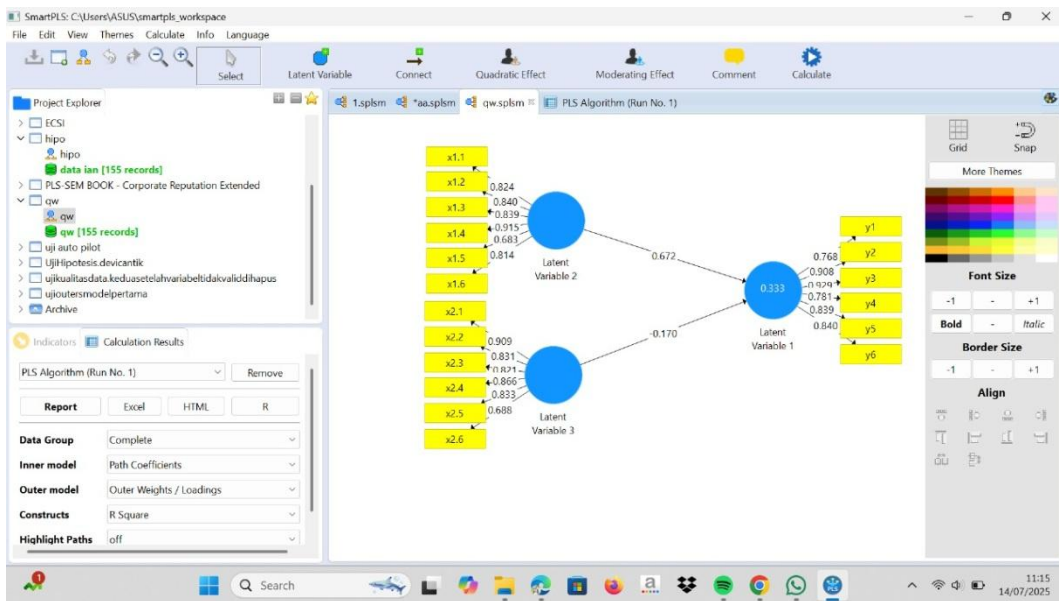 SmartPLS: C:\Users\ASUS\smartpls_workspace
File Edit View Themes Calculate Info Language
Select
Latent Variable
Connect
Quadratic Effect
Moderating Effect
Comment
Calculate
Project Explorer
1.splsm *aa.splsm qw.splsm PLS Algorithm (Run No. 1)
ECSI
hipo
hipo
data ian [155 records]
PLS-SEM BOOK - Corporate Reputation Extended
qw
qw
qw [155 records]
uji auto pilot
UjiHipotesis.devicantik
ujikualitasdata.keduasetelahvariabeltidakvaliddihapus
ujioutersmodelpertama
Archive
Indicators Calculation Results
PLS Algorithm (Run No. 1) Remove
Report Excel HTML R
Data Group Complete
Inner model Path Coefficients
Outer model Outer Weights / Loadings
Constructs R Square
Highlight Paths off
x1.1
x1.2
x1.3
x1.4
x1.5
x1.6
0.824
0.840
0.839
0.915
0.683
0.814
Latent
Variable 2
0.672
x2.1
x2.2
x2.3
x2.4
x2.5
x2.6
0.909
0.831
0.821
0.866
0.833
0.688
Latent
Variable 3
-0.170
0.333
Latent
Variable 1
0.768
0.908
0.929
0.781
0.839
0.840
y1
y2
y3
y4
y5
y6
Grid Snap
More Themes
Font Size
-1 - +1
Bold - Italic
Border Size
-1 - +1
Align
Search
11:15
14/07/2025